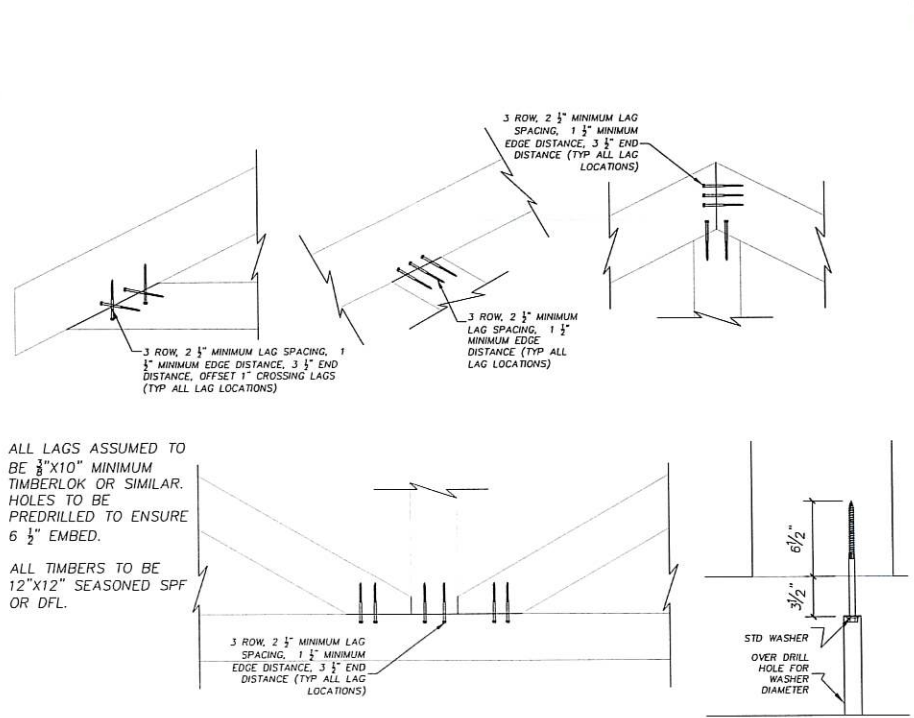 3 ROW, 2 ½" MINIMUM LAG
SPACING, 1 ½" MINIMUM
EDGE DISTANCE, 3 ½" END
DISTANCE (TYP ALL LAG
LOCATIONS)
3 ROW, 2 ½" MINIMUM
LAG SPACING, 1 ½"
MINIMUM EDGE
DISTANCE (TYP ALL
LAG LOCATIONS)
3 ROW, 2 ½" MINIMUM LAG SPACING, 1
½" MINIMUM EDGE DISTANCE, 3 ½" END
DISTANCE, OFFSET 1" CROSSING LAGS
(TYP ALL LAG LOCATIONS)
ALL LAGS ASSUMED TO
BE ⅜"X10" MINIMUM
TIMBERLOK OR SIMILAR.
HOLES TO BE
PREDRILLED TO ENSURE
6 ½" EMBED.
ALL TIMBERS TO BE
12"X12" SEASONED SPF
OR DFL.
3 ROW, 2 ½" MINIMUM LAG
SPACING, 1 ½" MINIMUM
EDGE DISTANCE, 3 ½" END
DISTANCE (TYP ALL LAG
LOCATIONS)
6½"
3½"
STD WASHER
OVER DRILL
HOLE FOR
WASHER
DIAMETER